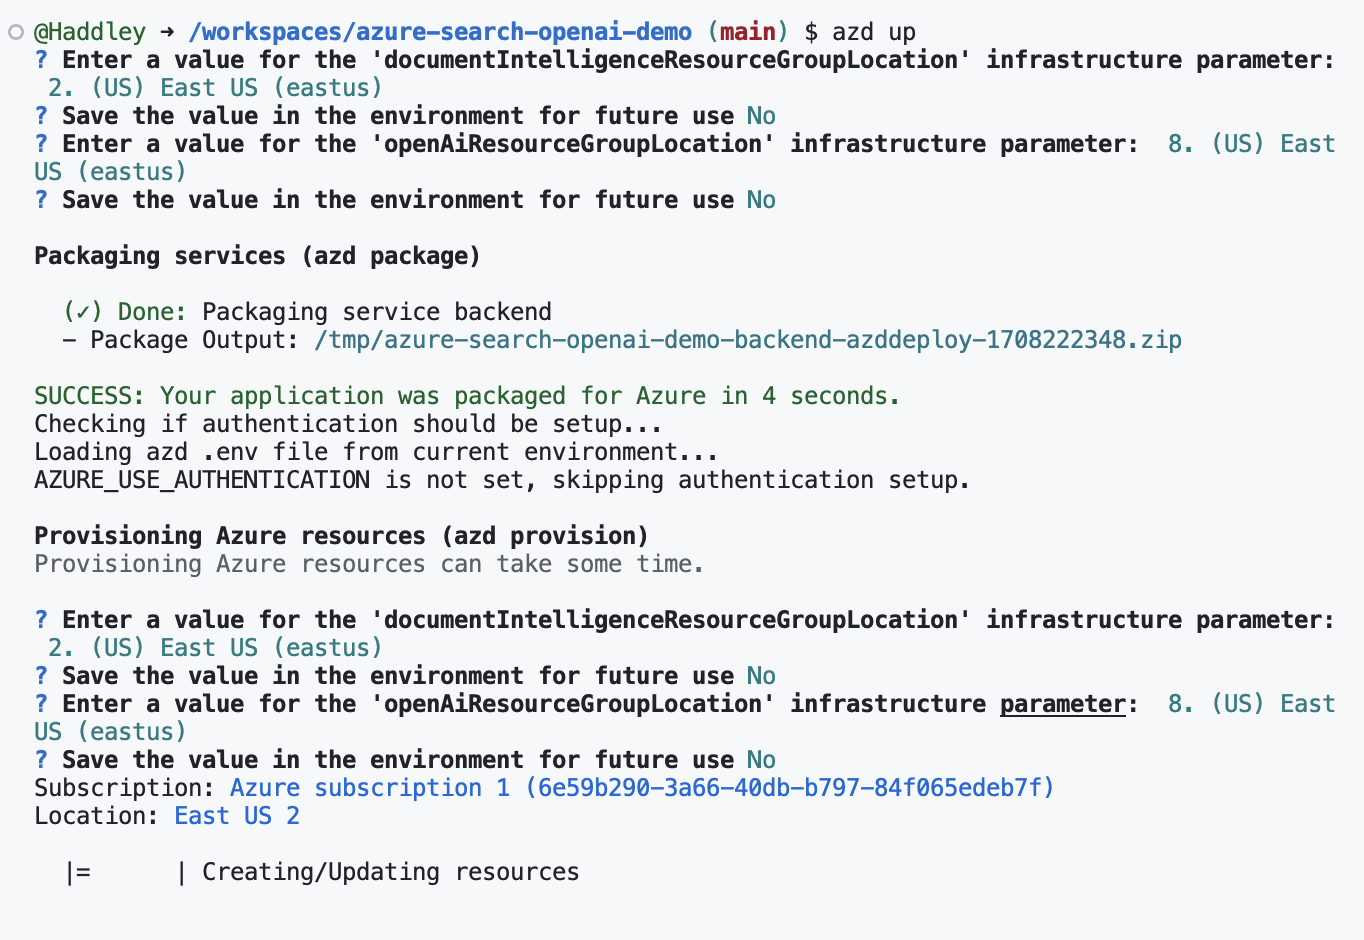 @Haddley ➜ /workspaces/azure-search-openai-demo (main) $ azd up
? Enter a value for the 'documentIntelligenceResourceGroupLocation' infrastructure parameter:
2. (US) East US (eastus)
? Save the value in the environment for future use No
? Enter a value for the 'openAiResourceGroupLocation' infrastructure parameter:  8. (US) East
US (eastus)
? Save the value in the environment for future use No
Packaging services (azd package)
(✓) Done: Packaging service backend
- Package Output: /tmp/azure-search-openai-demo-backend-azddeploy-1708222348.zip
SUCCESS: Your application was packaged for Azure in 4 seconds.
Checking if authentication should be setup...
Loading azd .env file from current environment...
AZURE_USE_AUTHENTICATION is not set, skipping authentication setup.
Provisioning Azure resources (azd provision)
Provisioning Azure resources can take some time.
? Enter a value for the 'documentIntelligenceResourceGroupLocation' infrastructure parameter:
2. (US) East US (eastus)
? Save the value in the environment for future use No
? Enter a value for the 'openAiResourceGroupLocation' infrastructure parameter:  8. (US) East
US (eastus)
? Save the value in the environment for future use No
Subscription: Azure subscription 1 (6e59b290-3a66-40db-b797-84f065edeb7f)
Location: East US 2
|=      | Creating/Updating resources